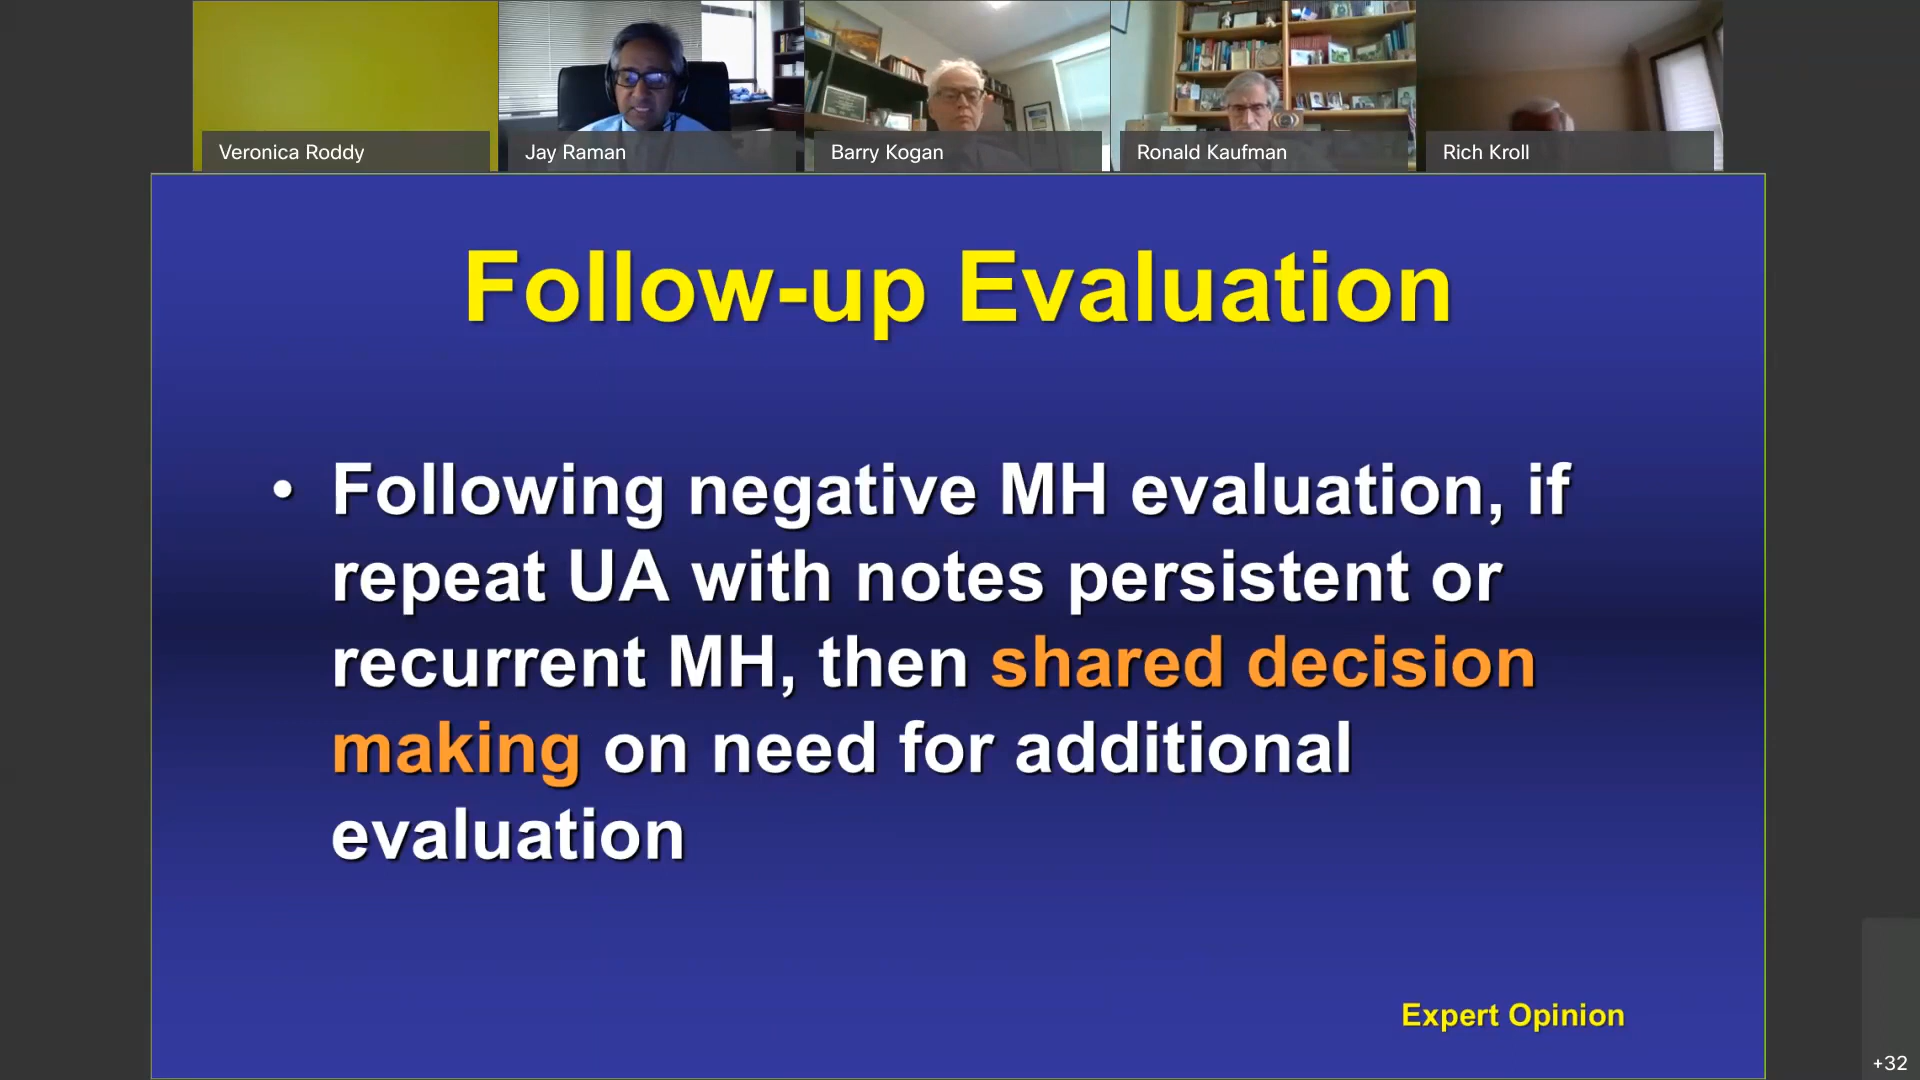 Veronica Roddy
Jay Raman
Barry Kogan
Ronald Kaufman
Rich Kroll
Follow-up Evaluation
• Following negative MH evaluation, if
repeat UA with notes persistent or
recurrent MH, then shared decision
making on need for additional
evaluation
Expert Opinion
+32